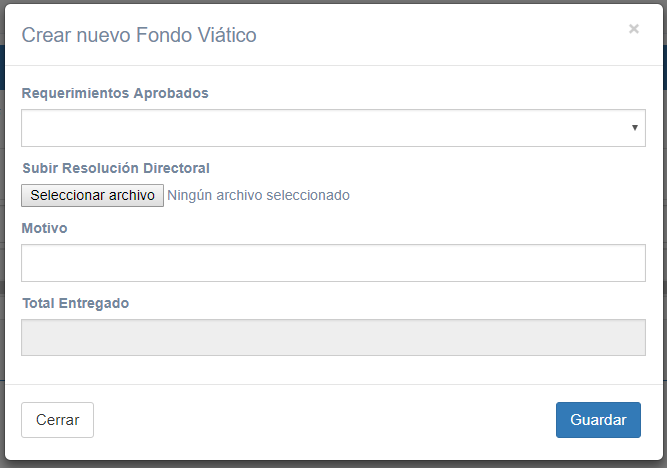 Crear nuevo Fondo Viático
×
Requerimientos Aprobados
Subir Resolución Directoral
Seleccionar archivo Ningún archivo seleccionado
Motivo
Total Entregado
Cerrar Guardar